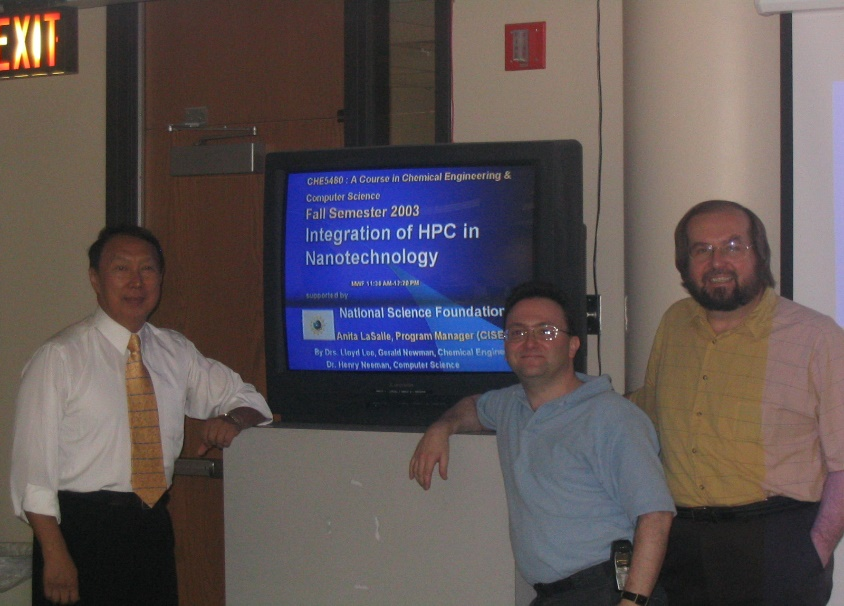 EXIT
CHE5480 : A Course in Chemical Engineering &
Computer Science
Fall Semester 2003
Integration of HPC in
Nanotechnology
MWF 11:30 AM-12:20 PM
supported by
National Science Foundation
Anita LaSalle, Program Manager (CISE
By Drs. Lloyd Lee, Gerald Newman, Chemical Engine
Dr. Henry Neeman, Computer Science